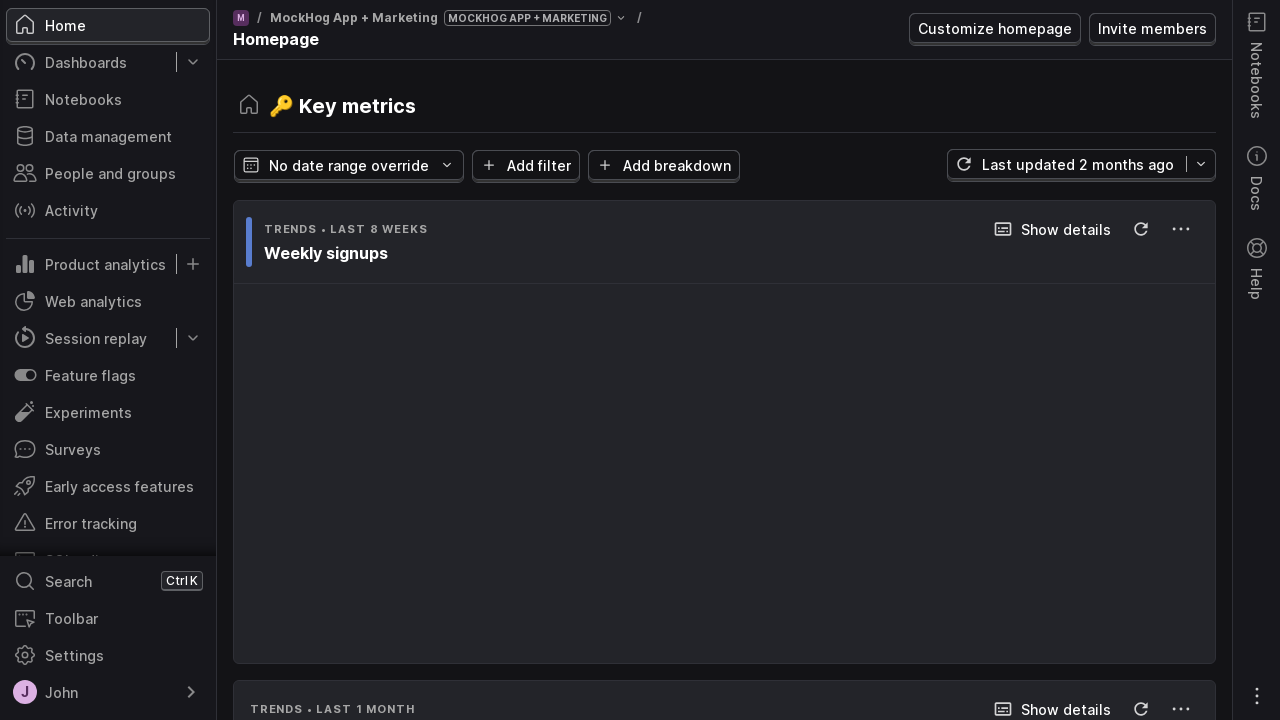 Home
Dashboards
Notebooks
Data management
People and groups
Activity
Product analytics
Web analytics
Session replay
Feature flags
Experiments
Surveys
Early access features
Error tracking
Search Ctrl K
Toolbar
Settings
J John
M / MockHog App + Marketing MOCKHOG APP + MARKETING /
Homepage
Customize homepage
Invite members
🔑 Key metrics
No date range override
Add filter
Add breakdown
Last updated 2 months ago
TRENDS • LAST 8 WEEKS
Show details
Weekly signups
TRENDS • LAST 1 MONTH
Show details
Notebooks
Docs
Help